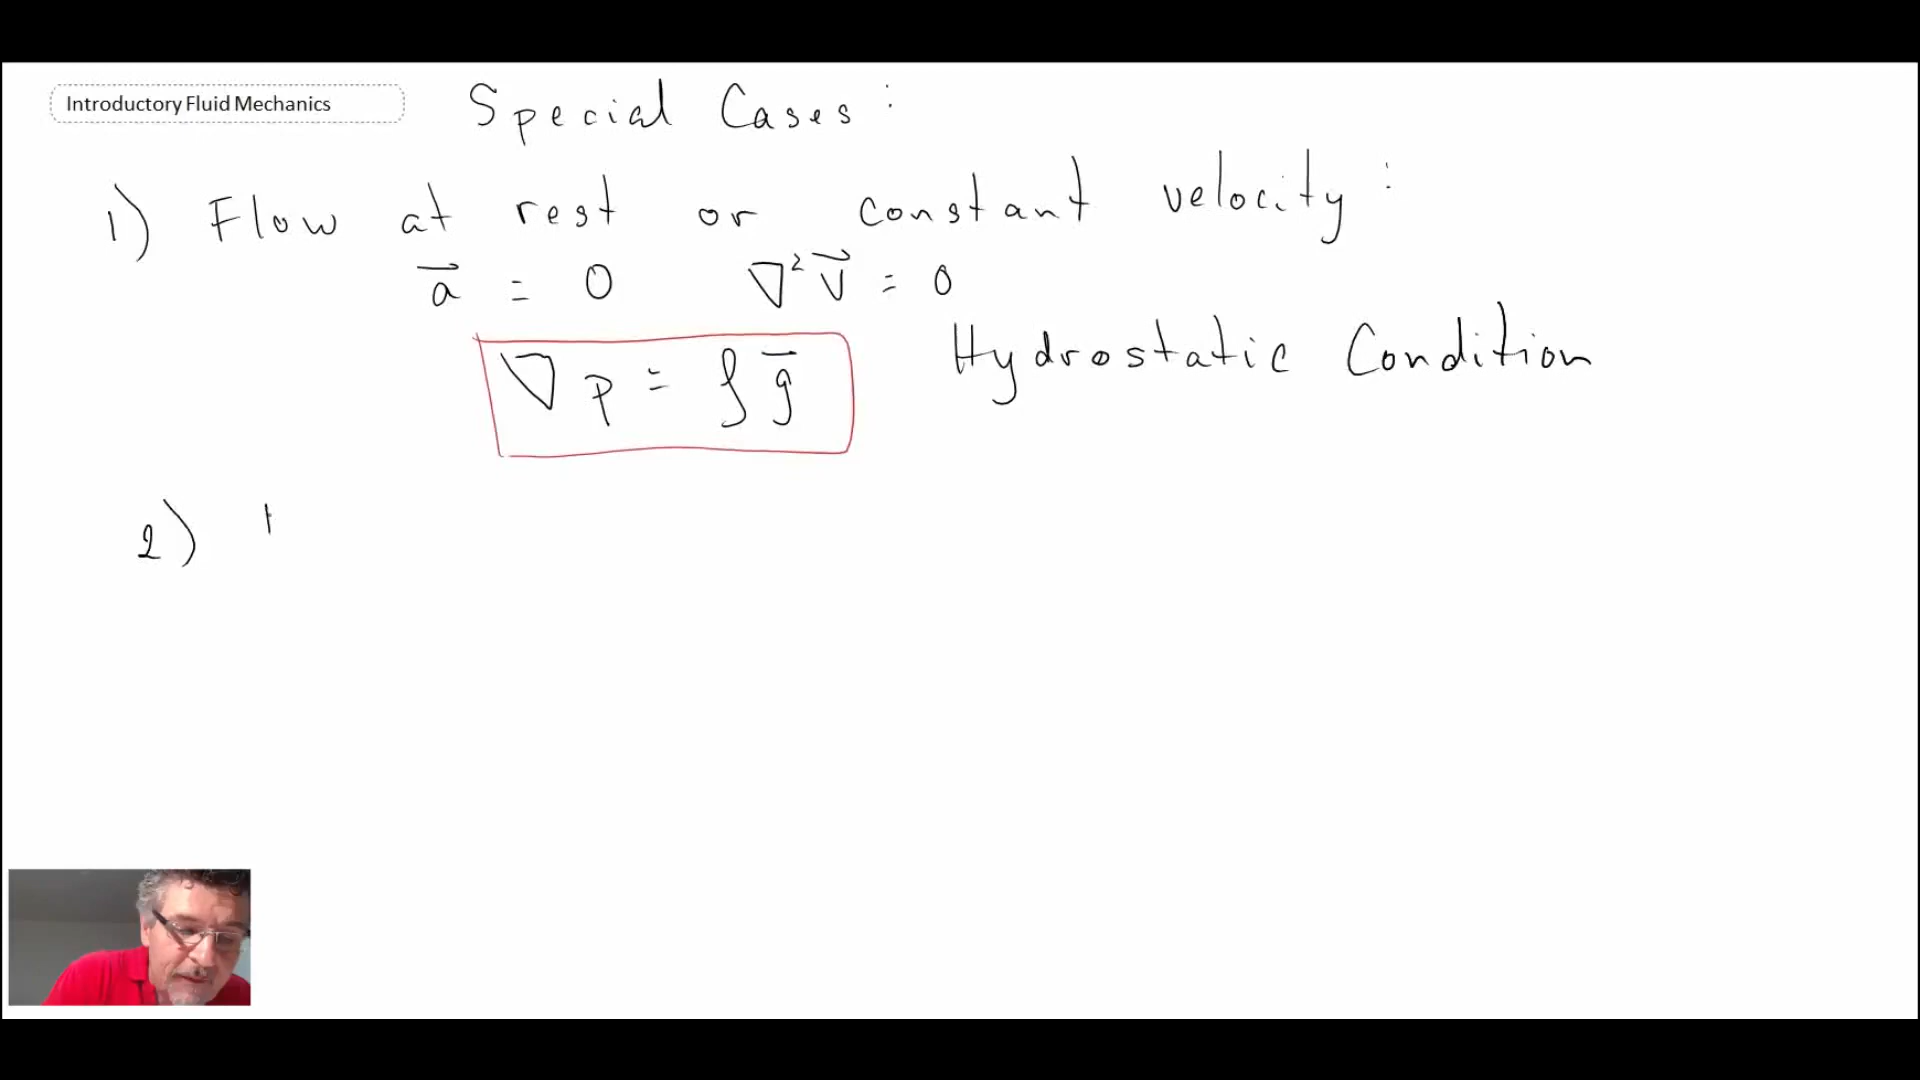 Introductory Fluid Mechanics
Special Cases:
1) Flow at rest or constant velocity:
a⃗ = 0 ∇²V⃗ = 0
∇p = ρg⃗ Hydrostatic Condition
2)